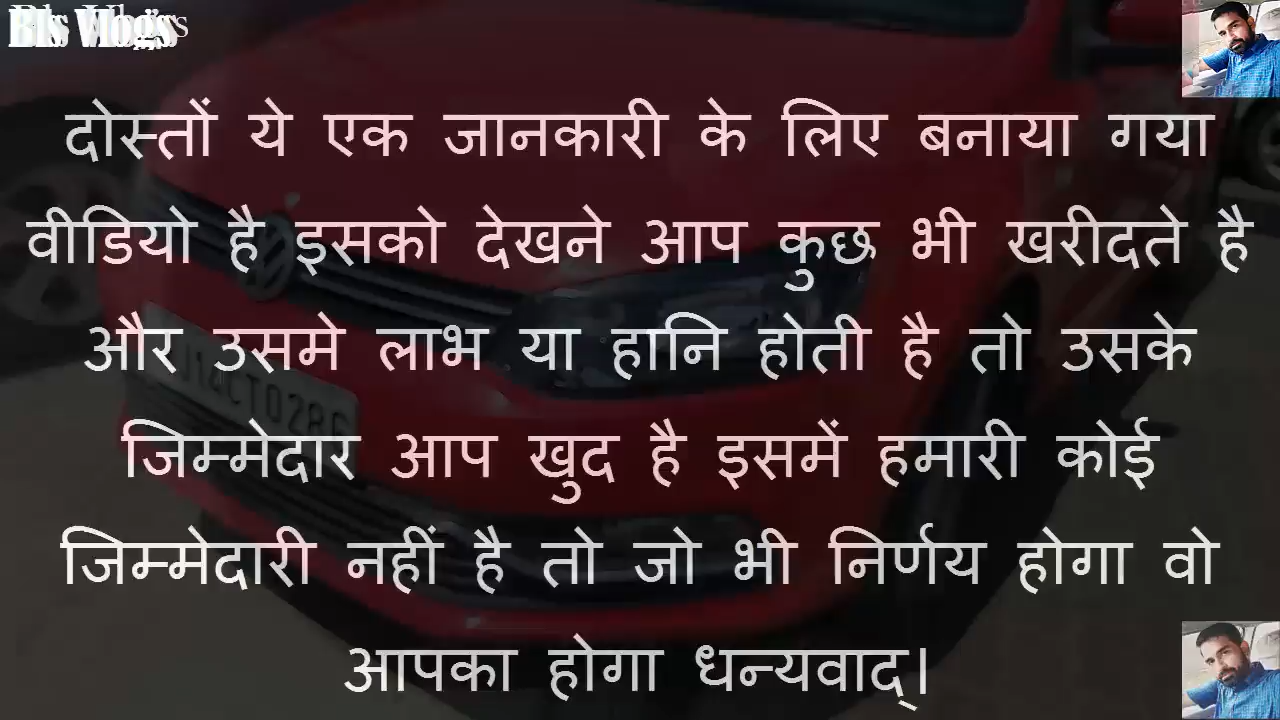 Bls Vlogs
दोस्तों ये एक जानकारी के लिए बनाया गया
वीडियो है इसको देखने आप कुछ भी खरीदते है
और उसमे लाभ या हानि होती है तो उसके
जिम्मेदार आप खुद है इसमें हमारी कोई
जिम्मेदारी नहीं है तो जो भी निर्णय होगा वो
आपका होगा धन्यवाद्।